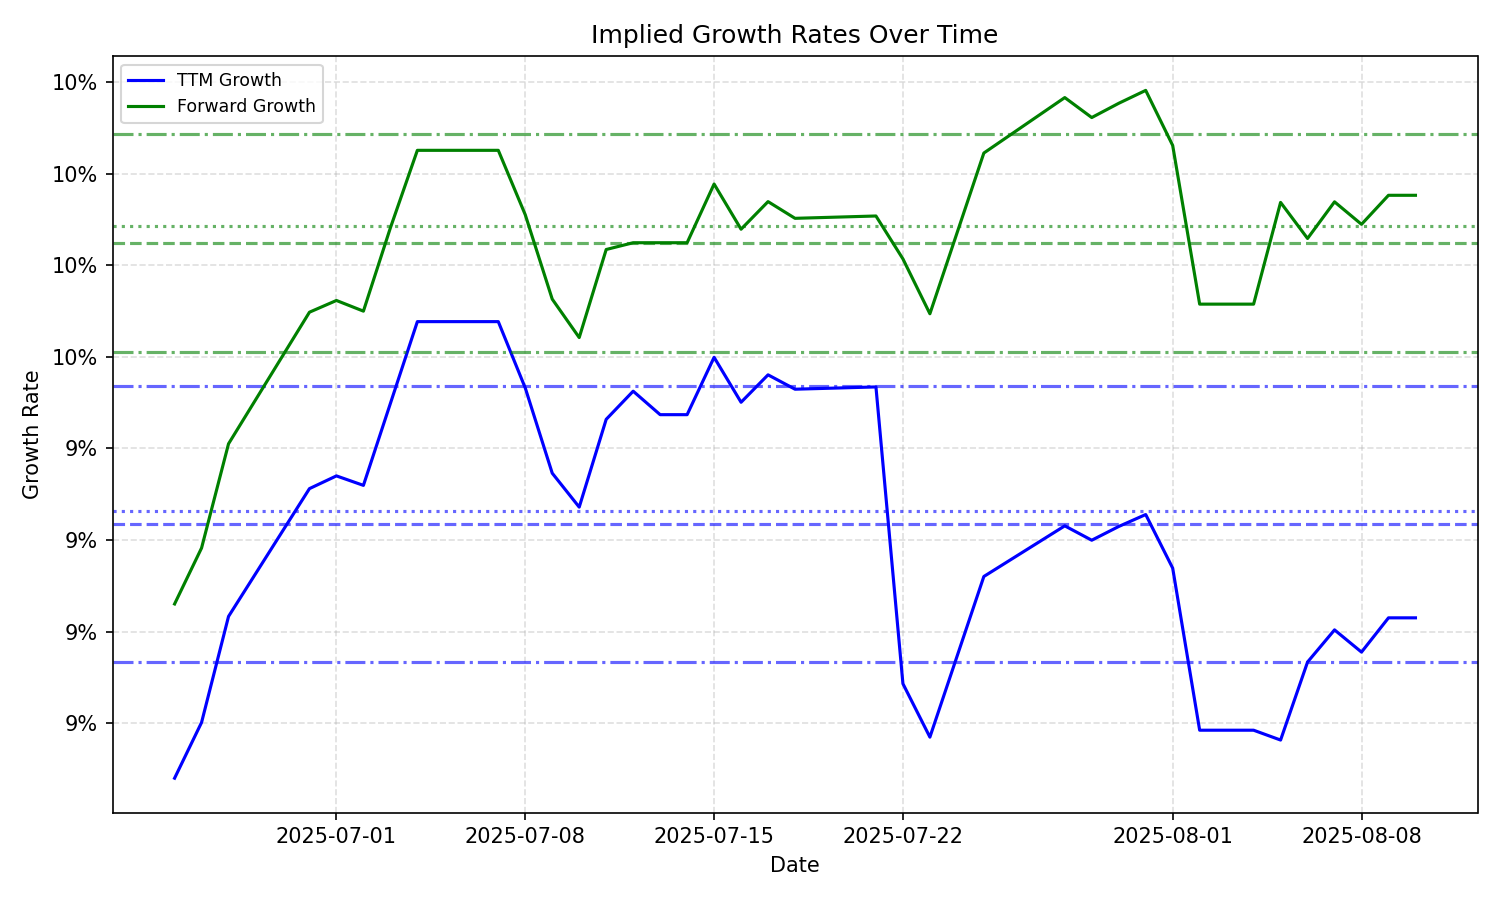 Implied Growth Rates Over Time
TTM Growth
Forward Growth
10%
10%
10%
10%
9%
9%
9%
9%
Growth Rate
2025-07-01
2025-07-08
2025-07-15
2025-07-22
2025-08-01
2025-08-08
Date